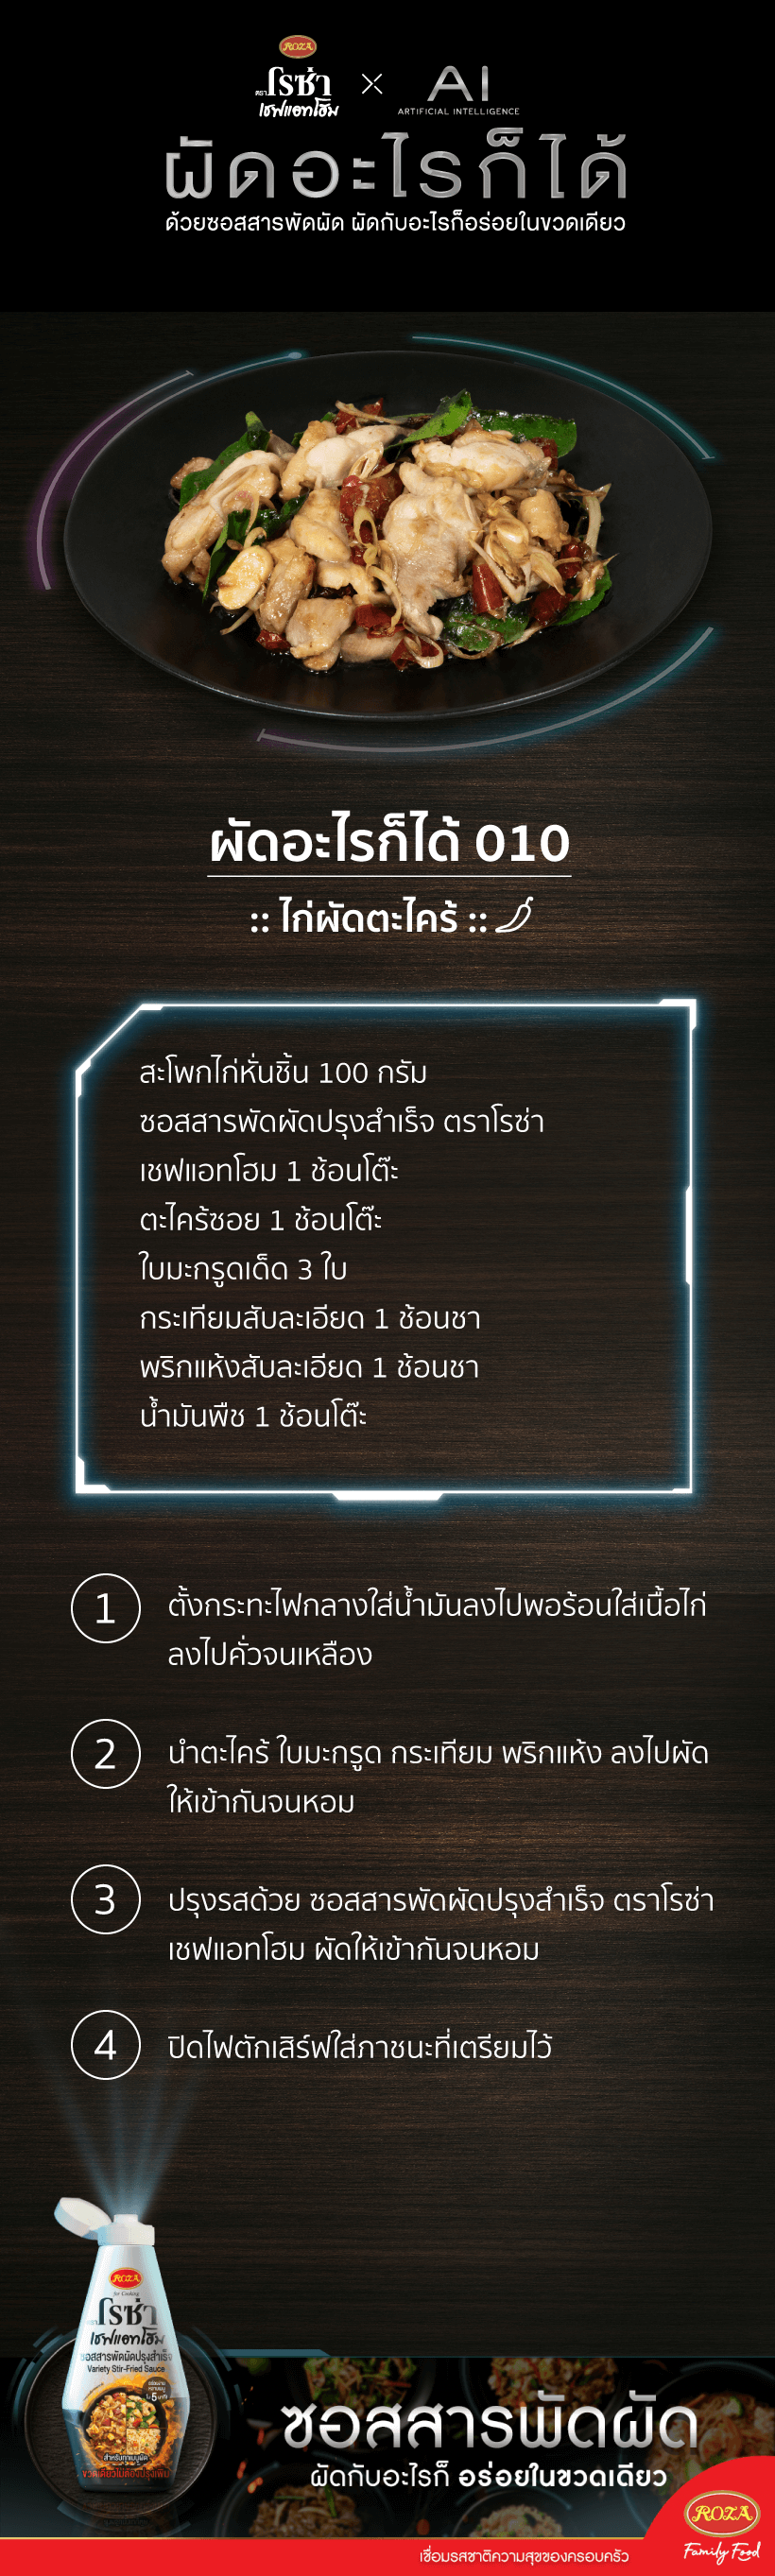 ROZA
ตราโรซ่า × AI
เชฟแอทโฮม ARTIFICIAL INTELLIGENCE
ผัดอะไรก็ได้
ด้วยซอสสารพัดผัด ผัดกับอะไรก็อร่อยในขวดเดียว
ผัดอะไรก็ได้ 010
:: ไก่ผัดตะไคร้ ::
สะโพกไก่หั่นชิ้น 100 กรัม
ซอสสารพัดผัดปรุงสำเร็จ ตราโรซ่า
เชฟแอทโฮม 1 ช้อนโต๊ะ
ตะไคร้ซอย 1 ช้อนโต๊ะ
ใบมะกรูดเด็ด 3 ใบ
กระเทียมสับละเอียด 1 ช้อนชา
พริกแห้งสับละเอียด 1 ช้อนชา
น้ำมันพืช 1 ช้อนโต๊ะ
1 ตั้งกระทะไฟกลางใส่น้ำมันลงไปพอร้อนใส่เนื้อไก่
ลงไปคั่วจนเหลือง
2 นำตะไคร้ ใบมะกรูด กระเทียม พริกแห้ง ลงไปผัด
ให้เข้ากันจนหอม
3 ปรุงรสด้วย ซอสสารพัดผัดปรุงสำเร็จ ตราโรซ่า
เชฟแอทโฮม ผัดให้เข้ากันจนหอม
4 ปิดไฟตักเสิร์ฟใส่ภาชนะที่เตรียมไว้
ROZA
for Cooking
ตราโรซ่า
เชฟแอทโฮม
ซอสสารพัดผัดปรุงสำเร็จ
Variety Stir-Fried Sauce
สำหรับทุกเมนูผัด
ขวดเดียวไม่ต้องปรุงเพิ่ม
ซอสสารพัดผัด
ผัดกับอะไรก็ อร่อยในขวดเดียว
ROZA
Family Food
เชื่อมรสชาติความสุขของครอบครัว